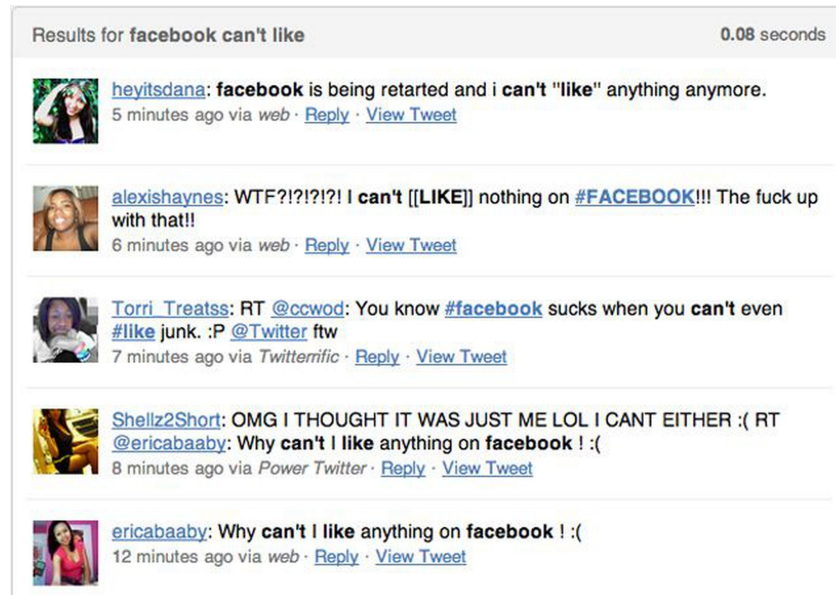 Results for facebook can't like 0.08 seconds
heyitsdana: facebook is being retarted and i can't "like" anything anymore.
5 minutes ago via web · Reply · View Tweet
alexishaynes: WTF?!?!?!?! I can't [[LIKE]] nothing on #FACEBOOK!!! The fuck up
with that!!
6 minutes ago via web · Reply · View Tweet
Torri_Treatss: RT @ccwod: You know #facebook sucks when you can't even
#like junk. :P @Twitter ftw
7 minutes ago via Twitterrific · Reply · View Tweet
Shellz2Short: OMG I THOUGHT IT WAS JUST ME LOL I CANT EITHER :( RT
@ericabaaby: Why can't I like anything on facebook ! :(
8 minutes ago via Power Twitter · Reply · View Tweet
ericabaaby: Why can't I like anything on facebook ! :(
12 minutes ago via web · Reply · View Tweet